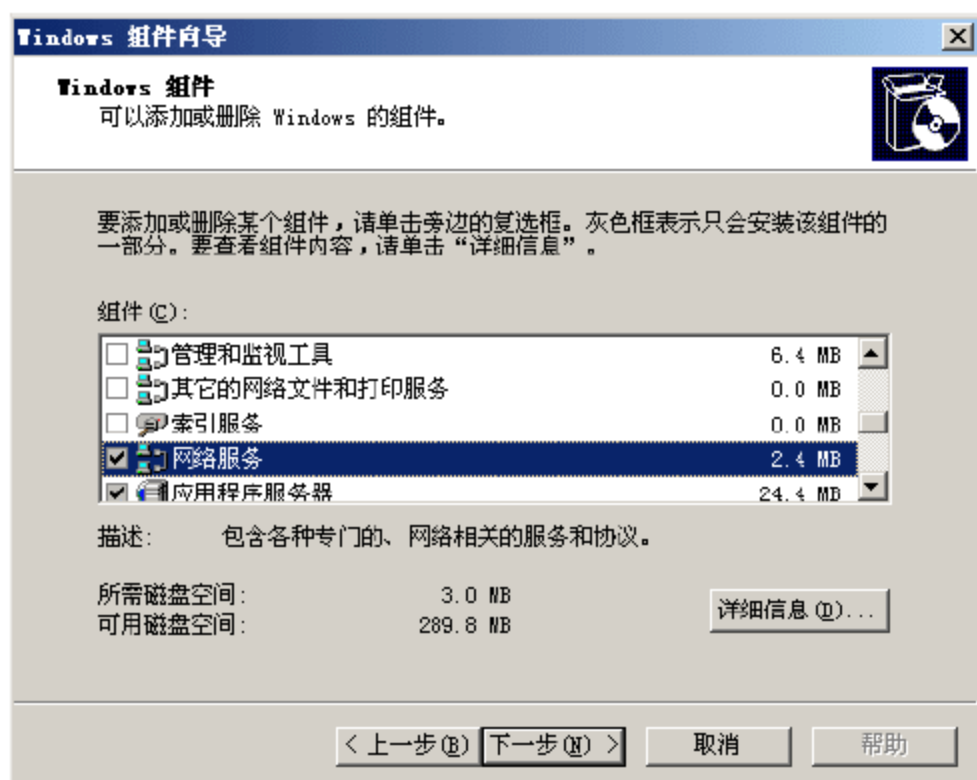 Windows 组件向导
Windows 组件
可以添加或删除 Windows 的组件。
要添加或删除某个组件，请单击旁边的复选框。灰色框表示只会安装该组件的
一部分。要查看组件内容，请单击“详细信息”。
组件(C):
管理和监视工具 6.4 MB
其它的网络文件和打印服务 0.0 MB
索引服务 0.0 MB
网络服务 2.4 MB
应用程序服务器 24.4 MB
描述: 包含各种专门的、网络相关的服务和协议。
所需磁盘空间: 3.0 MB
可用磁盘空间: 289.8 MB
详细信息(D)...
< 上一步(B) 下一步(N) > 取消 帮助